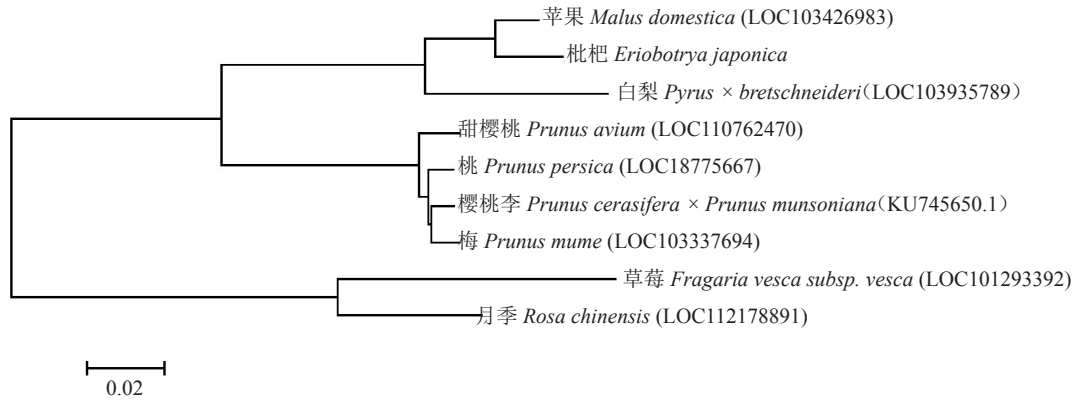 苹果 Malus domestica (LOC103426983)
枇杷 Eriobotrya japonica
白梨 Pyrus × bretschneideri（LOC103935789）
甜樱桃 Prunus avium (LOC110762470)
桃 Prunus persica (LOC18775667)
樱桃李 Prunus cerasifera × Prunus munsoniana（KU745650.1）
梅 Prunus mume (LOC103337694)
草莓 Fragaria vesca subsp. vesca (LOC101293392)
月季 Rosa chinensis (LOC112178891)
0.02